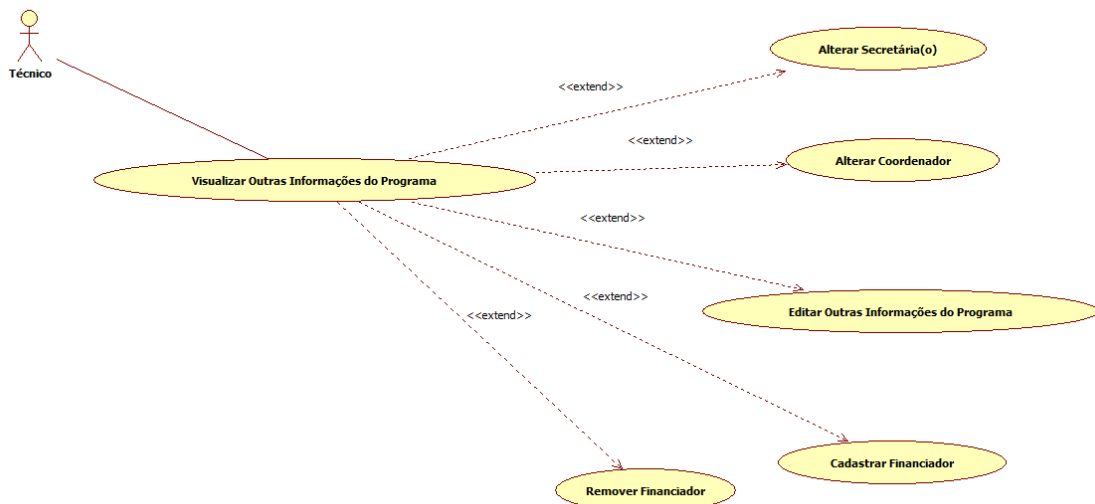 Técnico
Alterar Secretária(o)
<<extend>>
<<extend>>
Alterar Coordenador
Visualizar Outras Informações do Programa
<<extend>>
<<extend>>
Editar Outras Informações do Programa
<<extend>>
Cadastrar Financiador
Remover Financiador